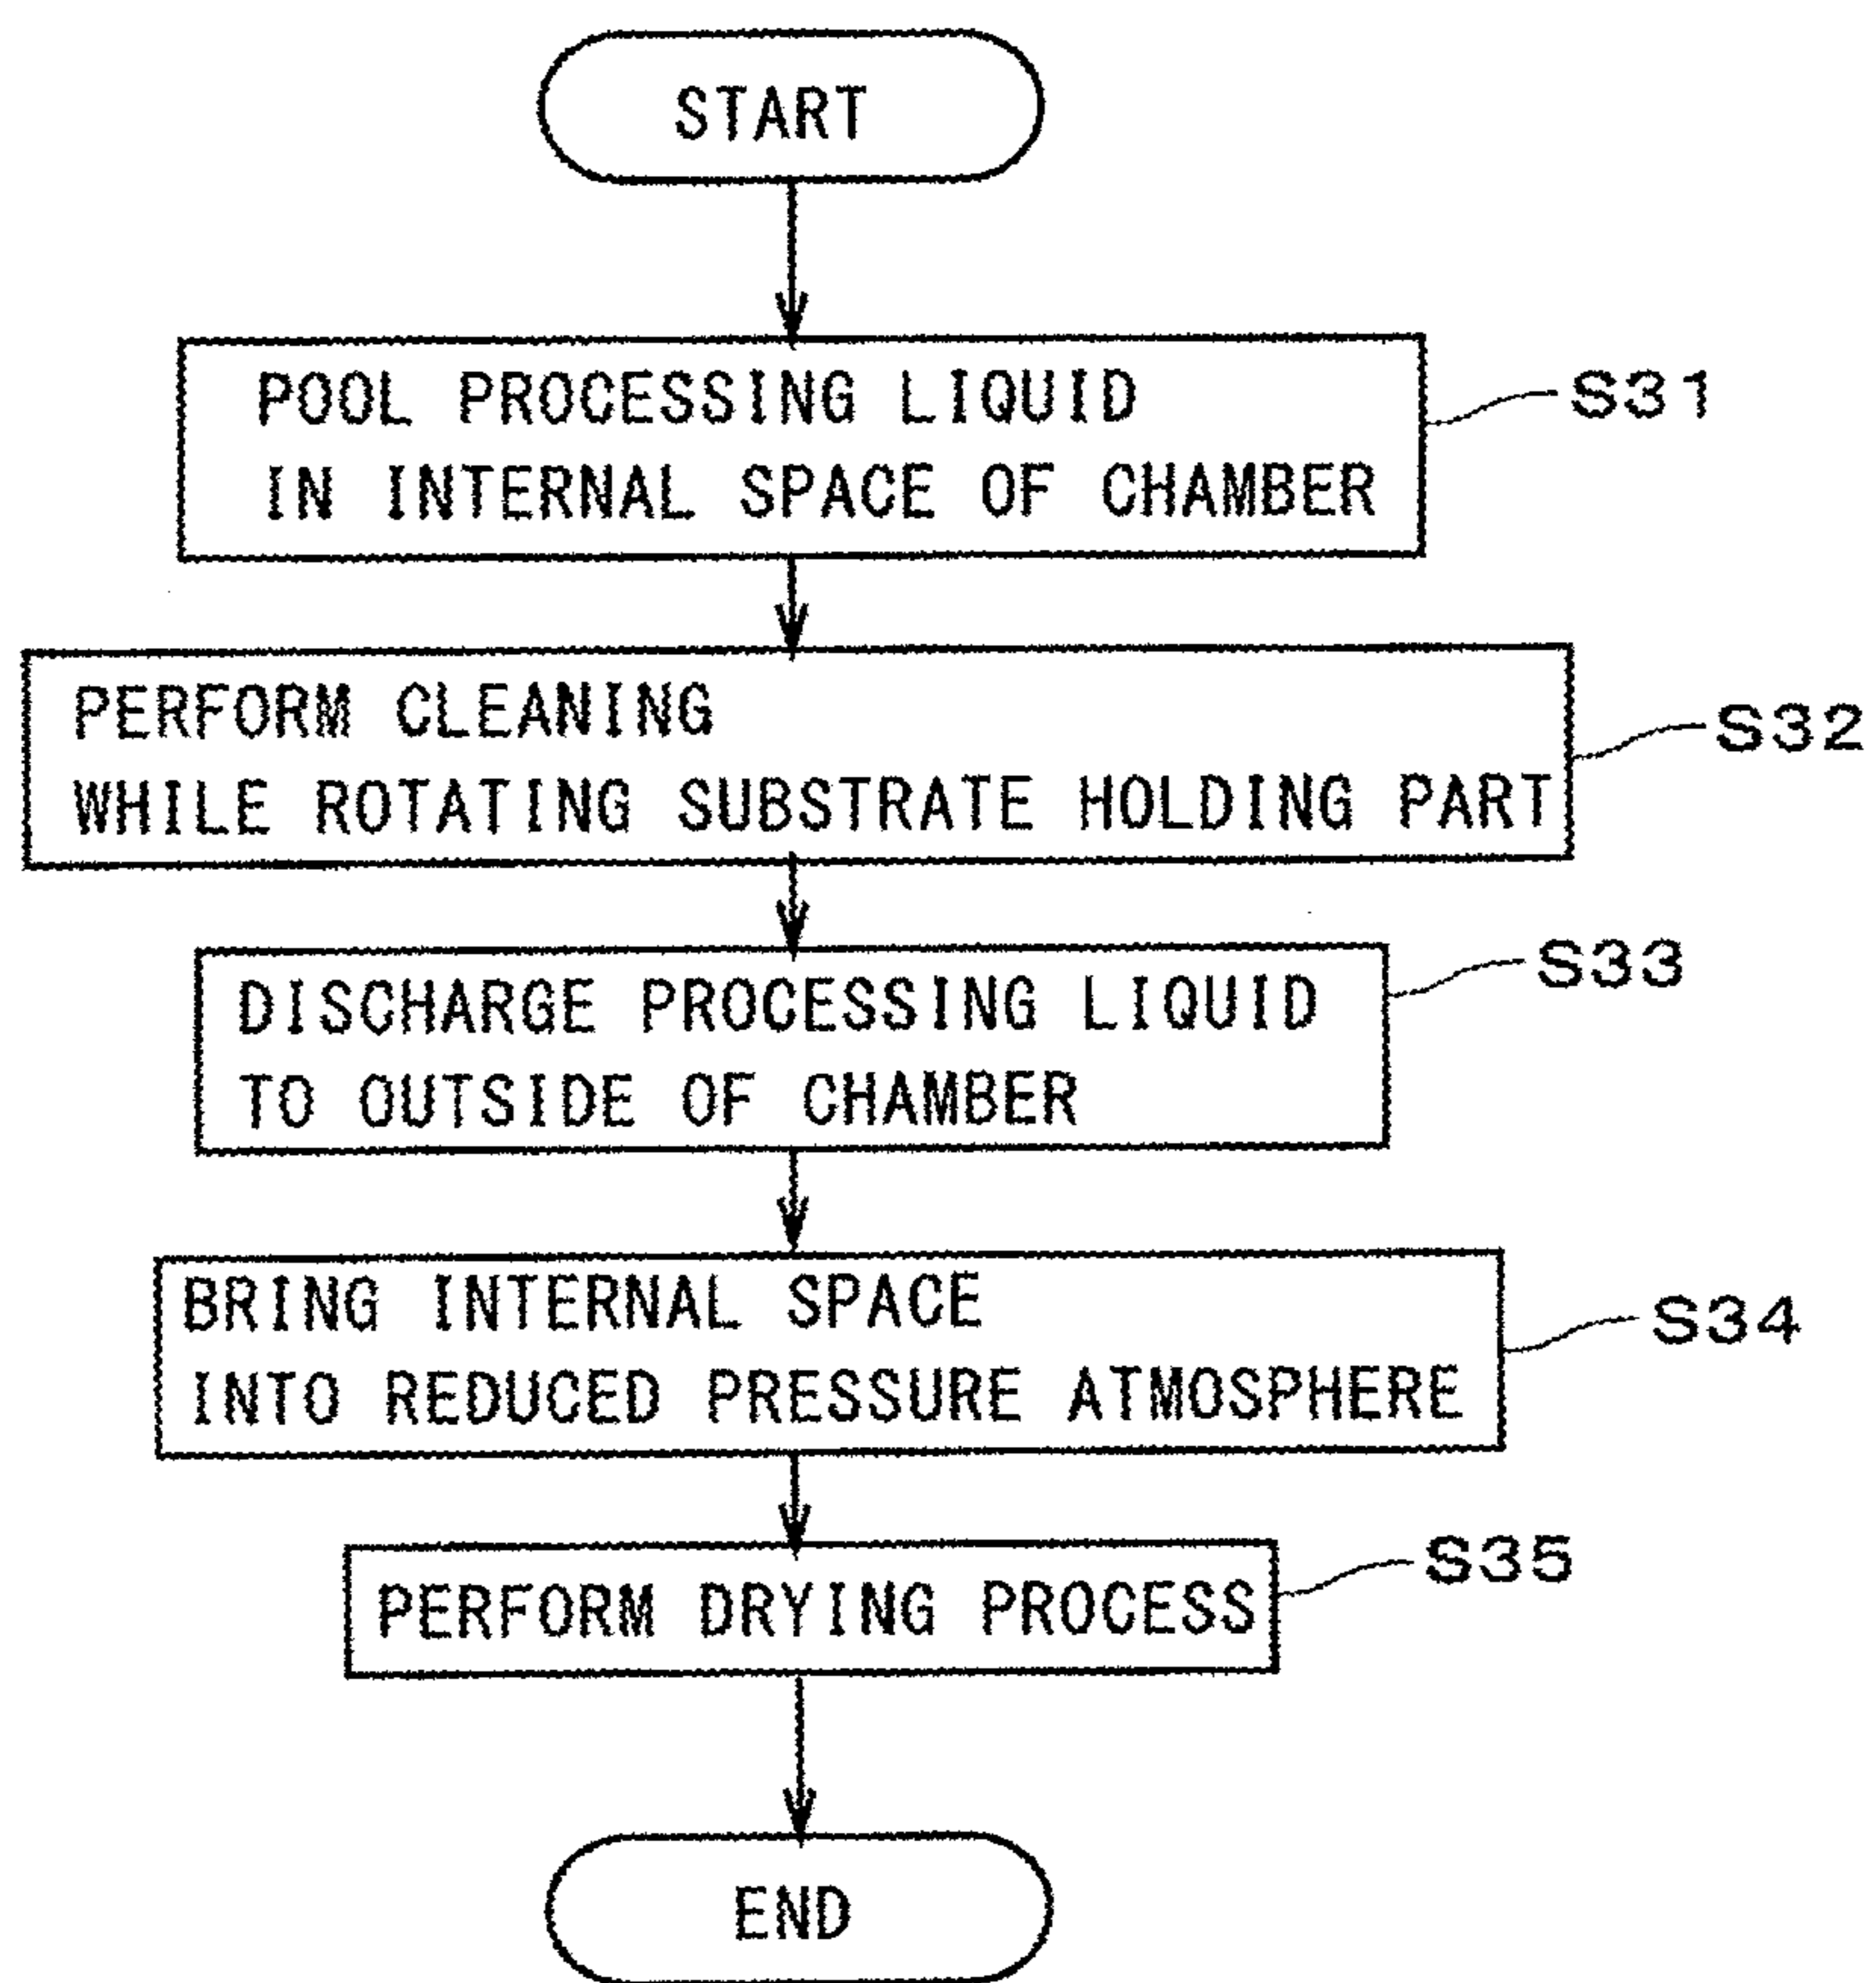 START
POOL PROCESSING LIQUID
IN INTERNAL SPACE OF CHAMBER
S31
PERFORM CLEANING
WHILE ROTATING SUBSTRATE HOLDING PART
S32
DISCHARGE PROCESSING LIQUID
TO OUTSIDE OF CHAMBER
S33
BRING INTERNAL SPACE
INTO REDUCED PRESSURE ATMOSPHERE
S34
PERFORM DRYING PROCESS
S35
END